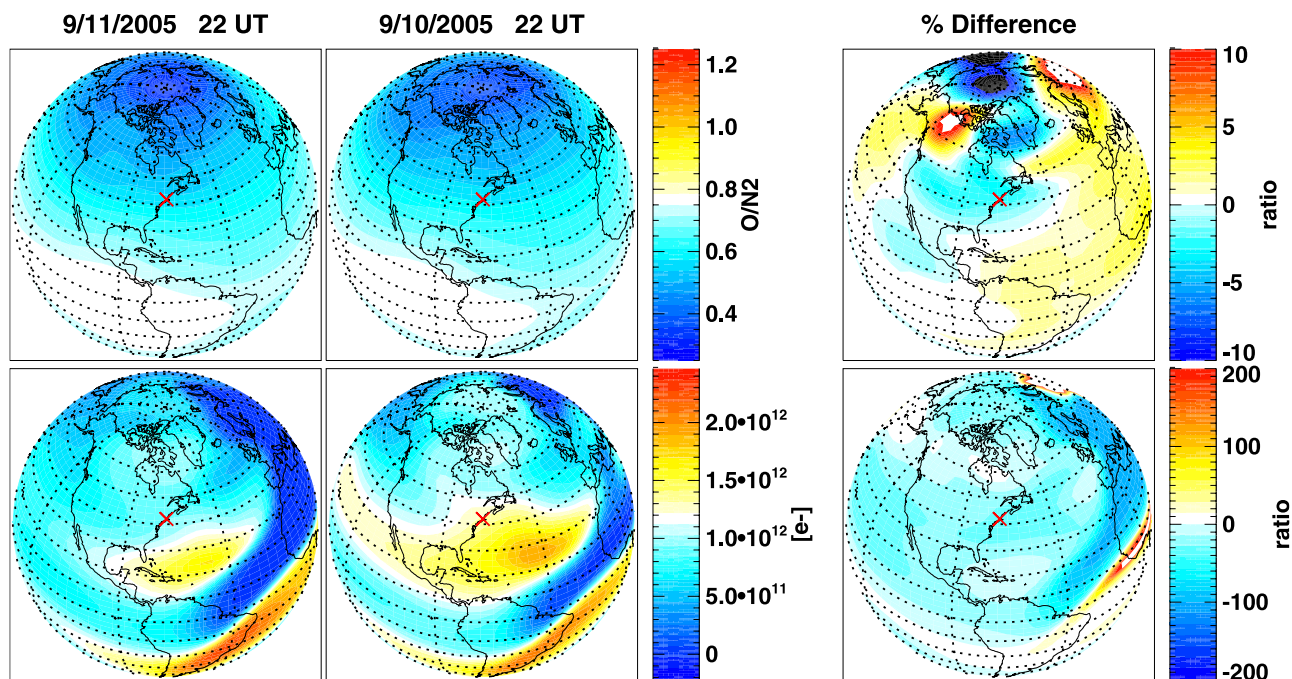 9/11/2005 22 UT
9/10/2005 22 UT
% Difference
1.2
1.0
0.8
0.6
0.4
O/N2
10
5
0
-5
-10
ratio
2.0•10¹²
1.5•10¹²
1.0•10¹²
5.0•10¹¹
0
[e-]
200
100
0
-100
-200
ratio